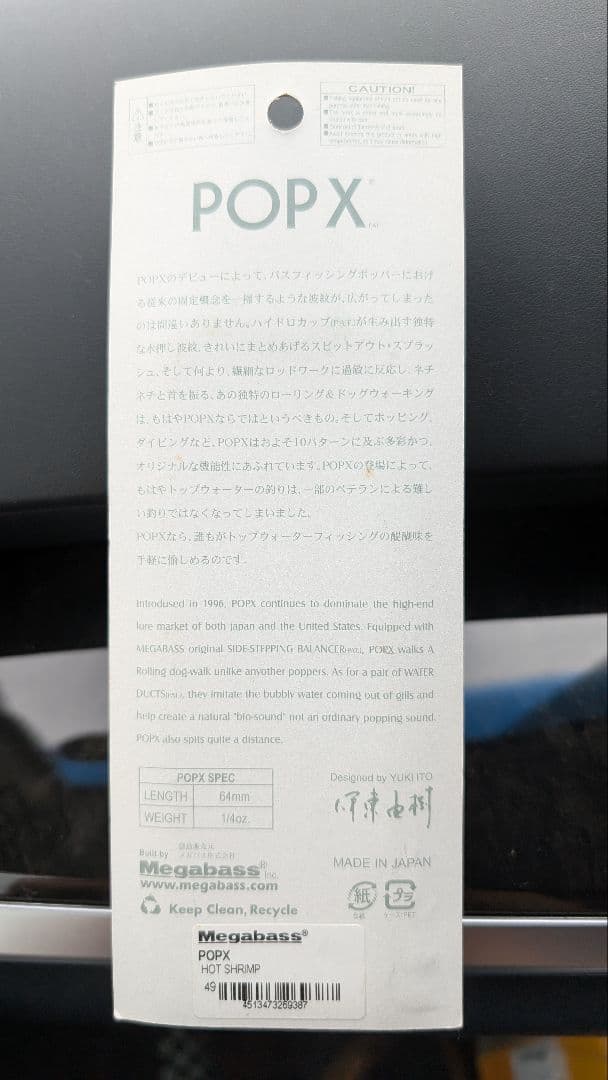 CAUTION!
POPX
POPXのデビューによって、バスフィッシングポッパーにおけ
る従来の固定概念を一掃するような波紋が、広がってしまった
のは間違いありません。ハイドロカップ(PAT.)が生み出す独特
な水押し波紋、きれいにまとめあげるスピットアウト・スプラッ
シュ、そして何より、繊細なロッドワークに過敏に反応し、ネチ
ネチと首を振る、あの独特のローリング&ドッグウォーキング
は、もはやPOPXならではというべきもの。そしてポッピング、
ダイビングなど、POPXはおよそ10パターンに及ぶ多彩かつ、
オリジナルな機能性にあふれています。POPXの登場によって、
もはやトップウォーターの釣りは、一部のベテランによる難し
い釣りではなくなってしまいました。
POPXなら、誰もがトップウォーターフィッシングの醍醐味を
手軽に愉しめるのです。
Introdused in 1996, POPX continues to dominate the high-end
lure market of both Japan and the United States. Equipped with
MEGABASS original SIDE-STEPPING BALANCER(PAT.), POPX walks A
Rolling dog-walk unlike anyother poppers. As for a pair of WATER
DUCTS(PAT.), they imitate the bubbly water coming out of grils and
help create a natural "bio-sound" not an ordinary popping sound.
POPX also spits quite a distance.
POPX SPEC
LENGTH 64mm
WEIGHT 1/4oz.
Designed by YUKI ITO
伊東由樹
Built by
Megabass® Inc.
www.megabass.com
MADE IN JAPAN
紙 プラ
台紙 ケース:PET
Keep Clean, Recycle
Megabass®
POPX
HOT SHRIMP
49
4513473269387